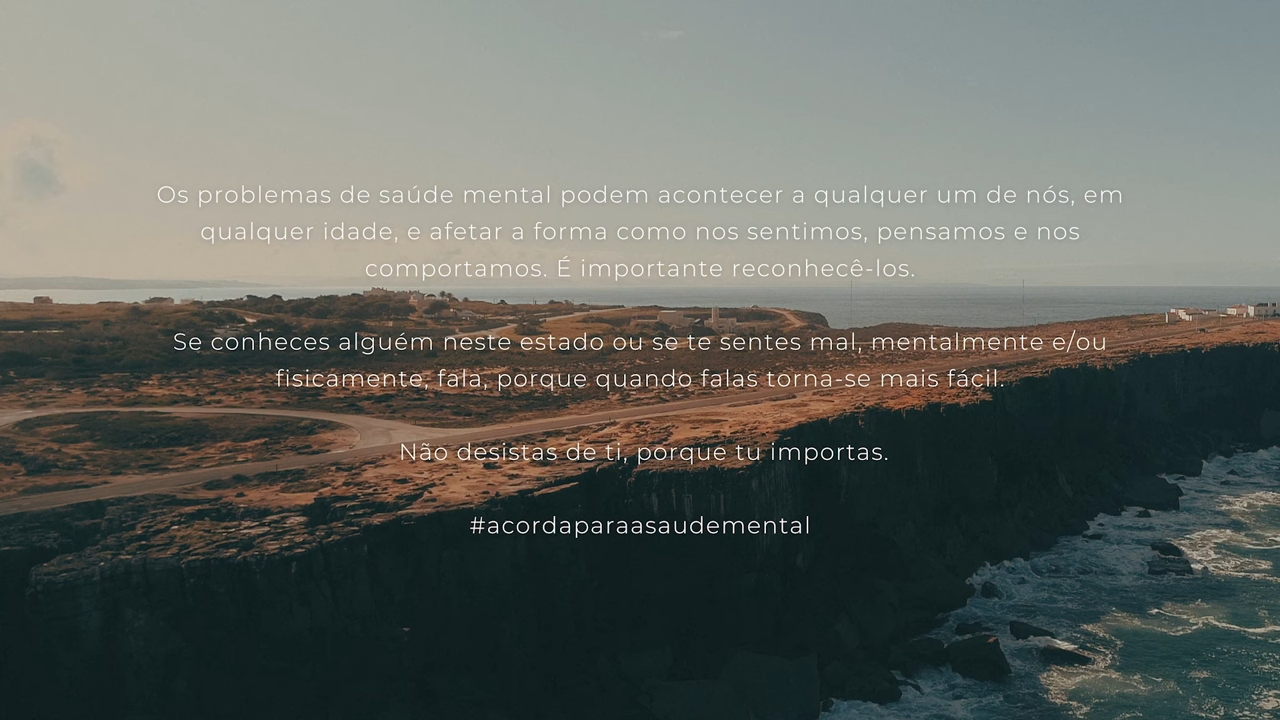 Os problemas de saúde mental podem acontecer a qualquer um de nós, em
qualquer idade, e afetar a forma como nos sentimos, pensamos e nos
comportamos. É importante reconhecê-los.
Se conheces alguém neste estado ou se te sentes mal, mentalmente e/ou
fisicamente, fala, porque quando falas torna-se mais fácil.
Não desistas de ti, porque tu importas.
#acordaparaasaudemental